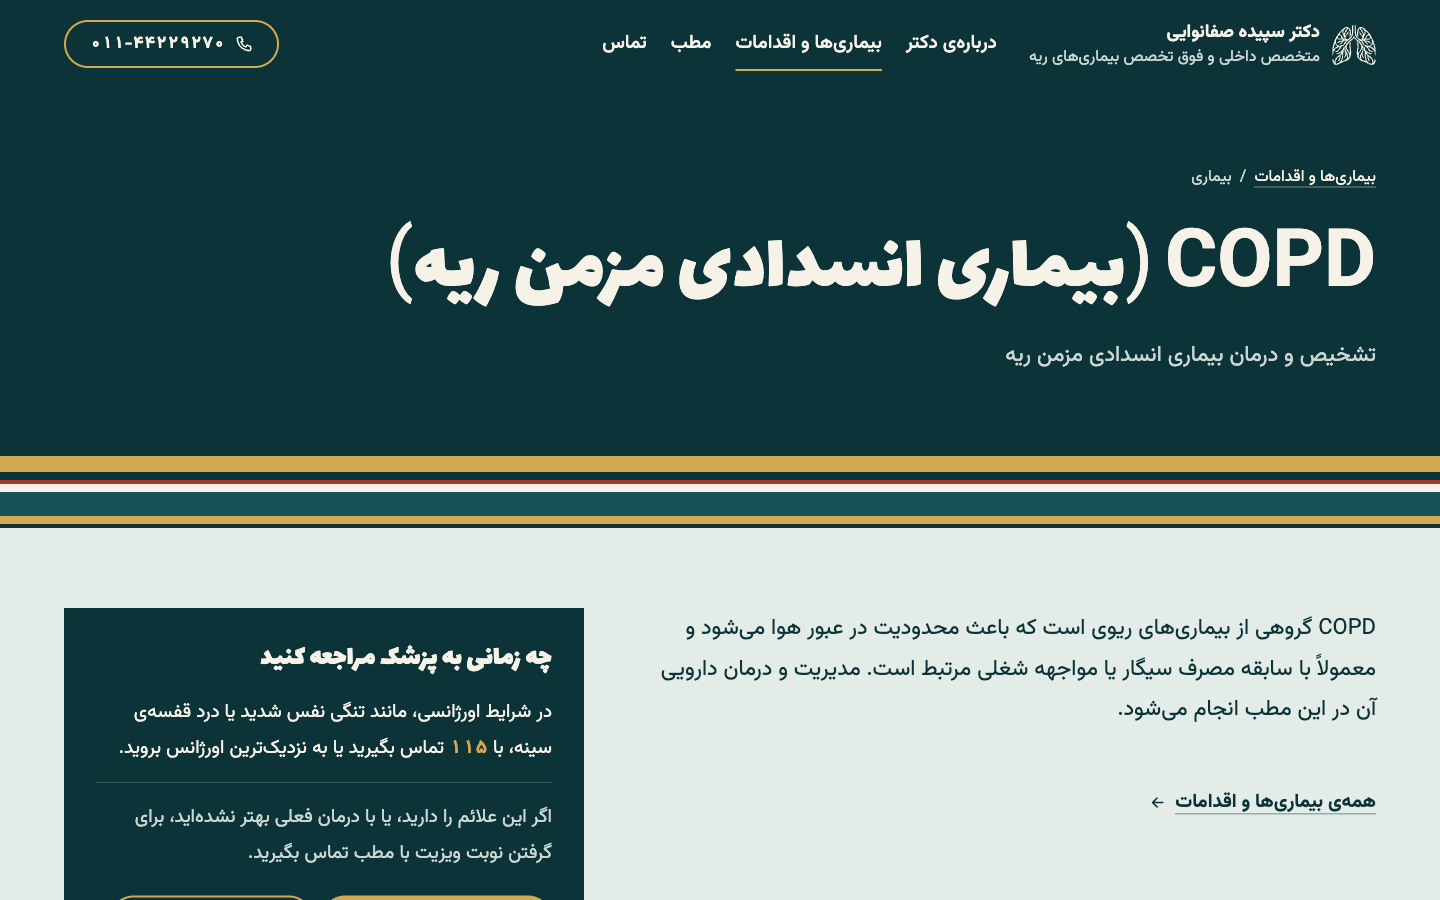 دکتر سپیده صفانوایی
متخصص داخلی و فوق تخصص بیماری‌های ریه
درباره‌ی دکتر
بیماری‌ها و اقدامات
مطب
تماس
۰۱۱-۴۴۲۲۹۲۷۰
بیماری‌ها و اقدامات / بیماری
COPD (بیماری انسدادی مزمن ریه)
تشخیص و درمان بیماری انسدادی مزمن ریه
COPD گروهی از بیماری‌های ریوی است که باعث محدودیت در عبور هوا می‌شود و
معمولاً با سابقه مصرف سیگار یا مواجهه شغلی مرتبط است. مدیریت و درمان دارویی
آن در این مطب انجام می‌شود.
همه‌ی بیماری‌ها و اقدامات ←
چه زمانی به پزشک مراجعه کنید
در شرایط اورژانسی، مانند تنگی نفس شدید یا درد قفسه‌ی
سینه، با ۱۱۵ تماس بگیرید یا به نزدیک‌ترین اورژانس بروید.
اگر این علائم را دارید، یا با درمان فعلی بهتر نشده‌اید، برای
گرفتن نوبت ویزیت با مطب تماس بگیرید.